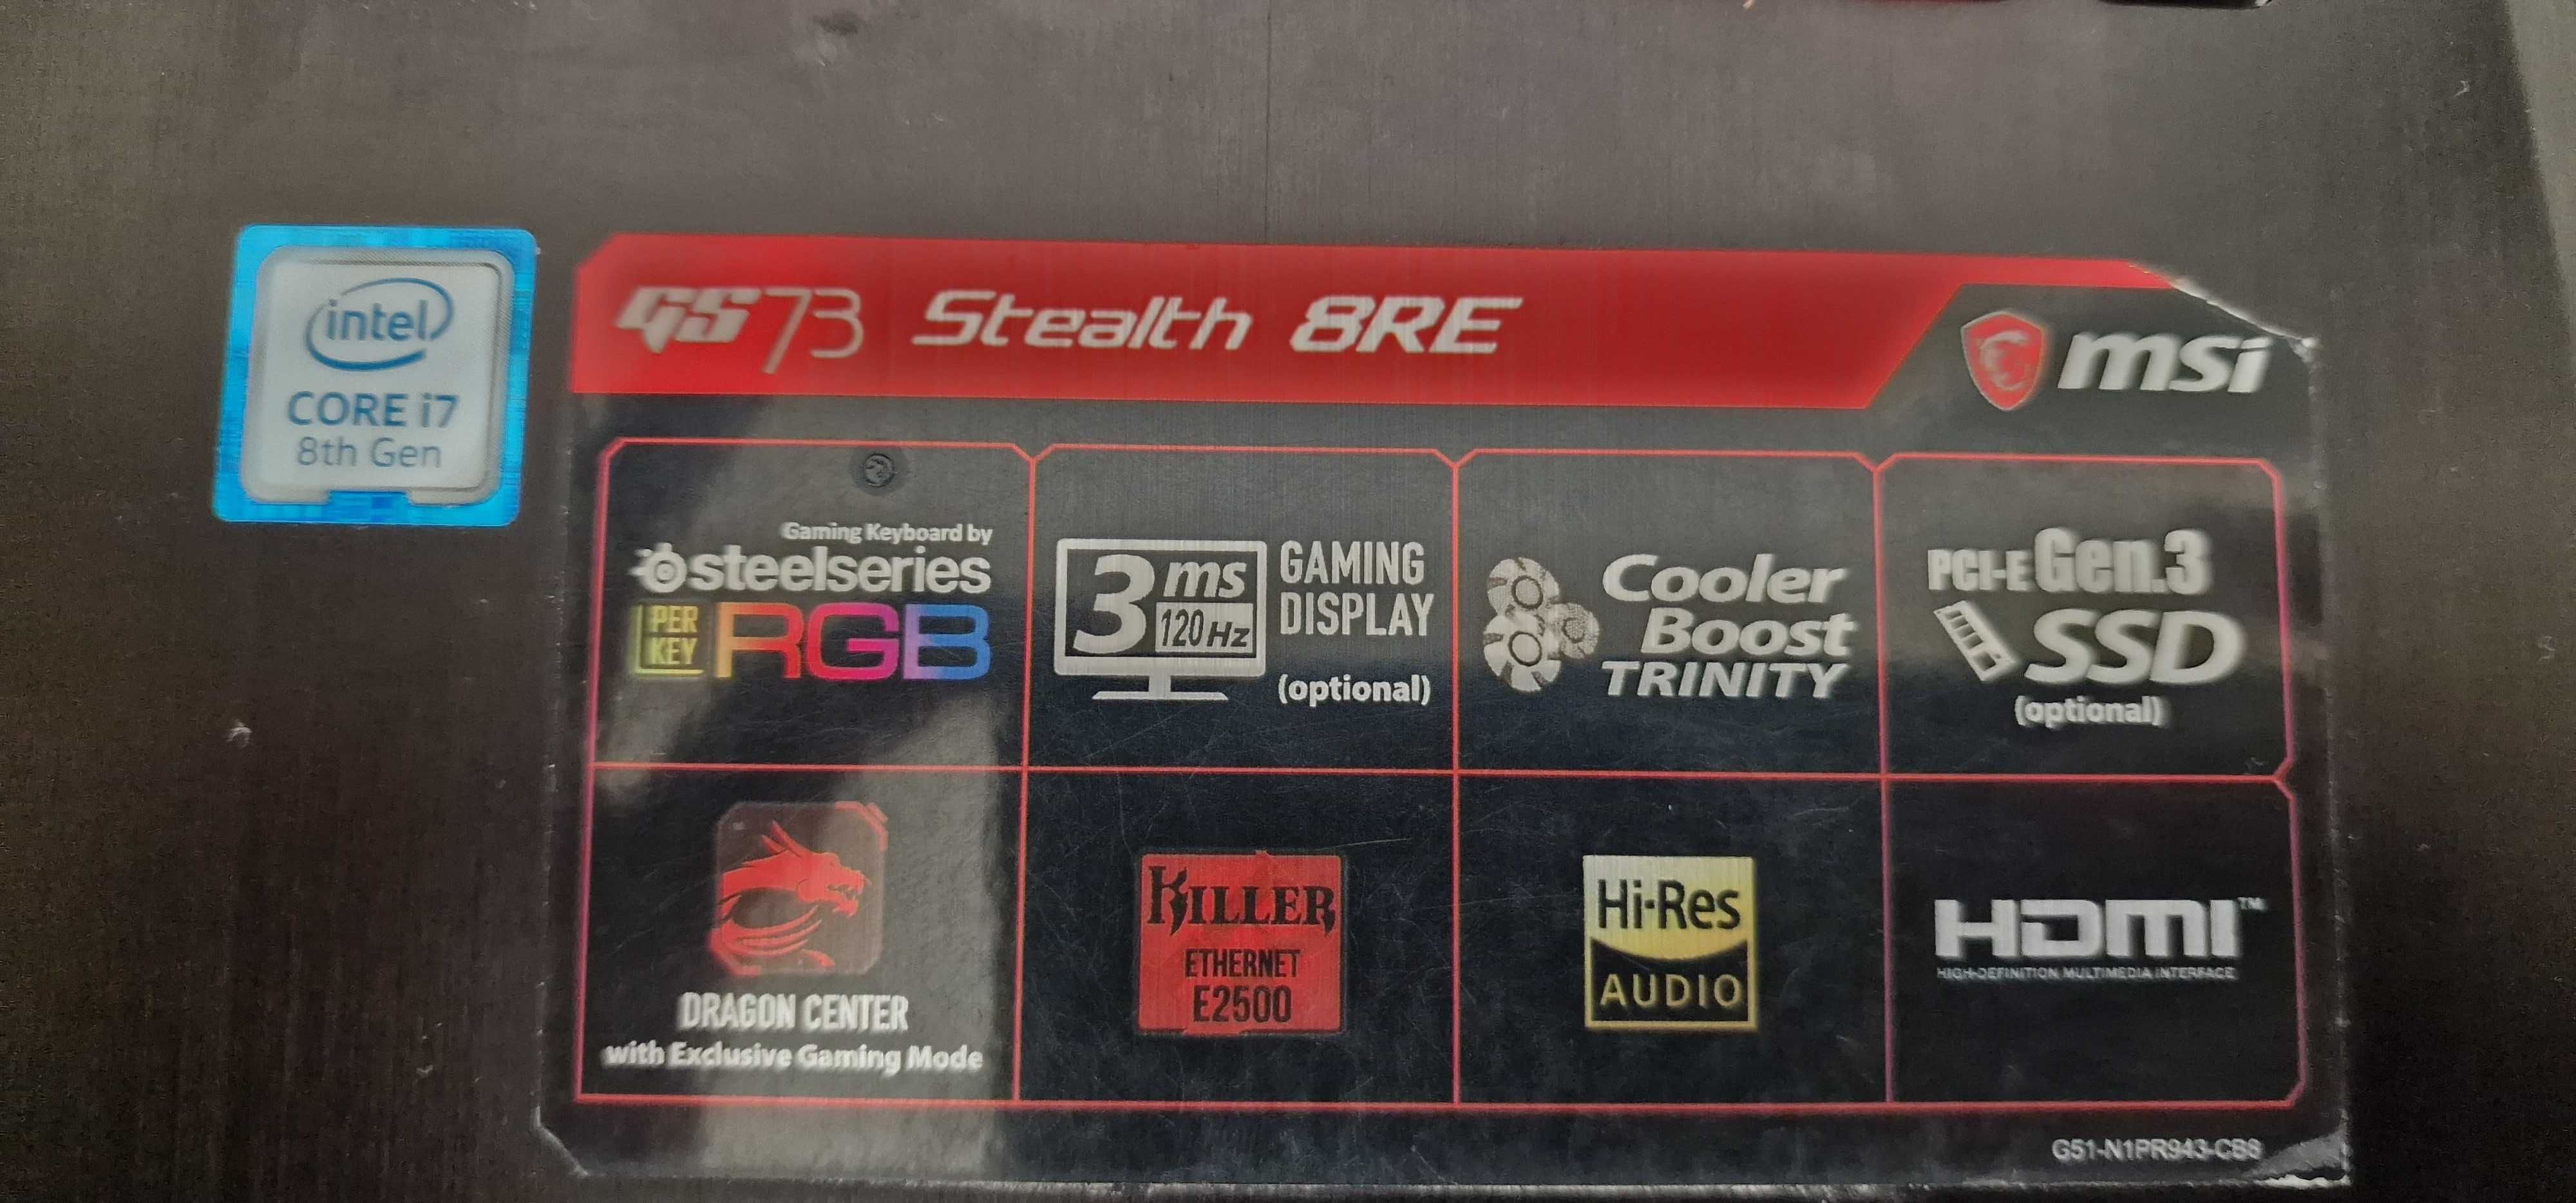 intel
CORE i7
8th Gen
GS73 Stealth 8RE
msi
Gaming Keyboard by
steelseries
PER KEY RGB
3 ms
120 Hz
GAMING
DISPLAY
(optional)
Cooler
Boost
TRINITY
PCI-E Gen.3
SSD
(optional)
DRAGON CENTER
with Exclusive Gaming Mode
KILLER
ETHERNET
E2500
Hi-Res
AUDIO
HDMI™
HIGH-DEFINITION MULTIMEDIA INTERFACE
G51-N1PR943-CB8